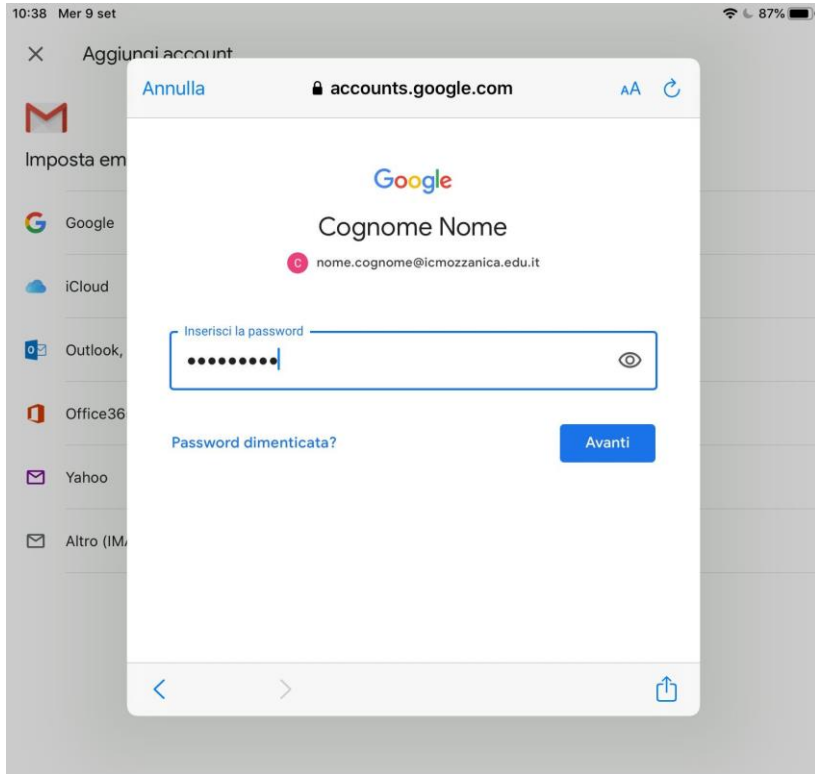 10:38 Mer 9 set
87%
Aggiungi account
Annulla
accounts.google.com
AA
Imposta em
Google
Cognome Nome
C nome.cognome@icmozzanica.edu.it
Google
iCloud
Inserisci la password
Outlook,
Office36
Password dimenticata?
Avanti
Yahoo
Altro (IMA